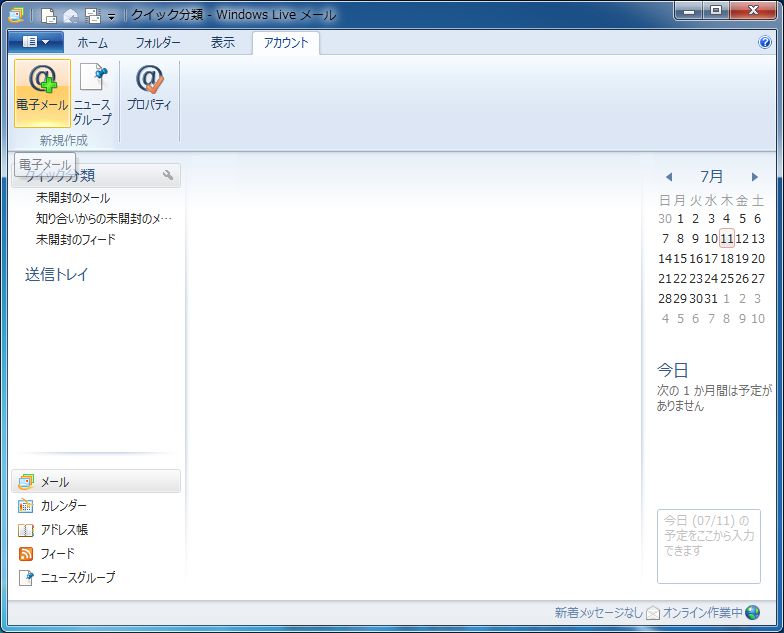 クイック分類 - Windows Live メール
ホーム フォルダー 表示 アカウント
電子メール
ニュース
グループ
プロパティ
新規作成
電子メール
クイック分類
未開封のメール
知り合いからの未開封のメ…
未開封のフィード
送信トレイ
メール
カレンダー
アドレス帳
フィード
ニュースグループ
7月
日 月 火 水 木 金 土
30 1 2 3 4 5 6
7 8 9 10 11 12 13
14 15 16 17 18 19 20
21 22 23 24 25 26 27
28 29 30 31 1 2 3
4 5 6 7 8 9 10
今日
次の 1 か月間は予定が
ありません
今日 (07/11) の
予定をここから入力
できます
新着メッセージなし オンライン作業中